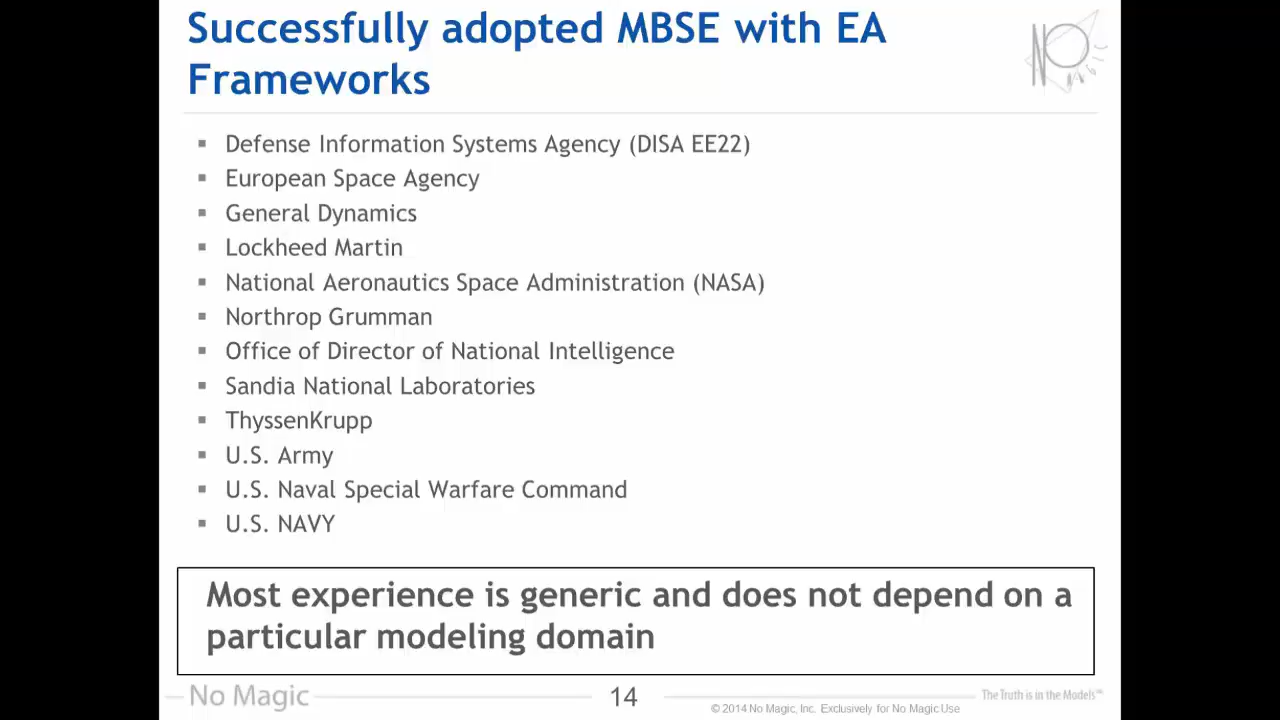 Successfully adopted MBSE with EA
Frameworks
NO MAGIC
▪ Defense Information Systems Agency (DISA EE22)
▪ European Space Agency
▪ General Dynamics
▪ Lockheed Martin
▪ National Aeronautics Space Administration (NASA)
▪ Northrop Grumman
▪ Office of Director of National Intelligence
▪ Sandia National Laboratories
▪ ThyssenKrupp
▪ U.S. Army
▪ U.S. Naval Special Warfare Command
▪ U.S. NAVY
Most experience is generic and does not depend on a
particular modeling domain
No Magic
14
The Truth is in the Models™
© 2014 No Magic, Inc. Exclusively for No Magic Use